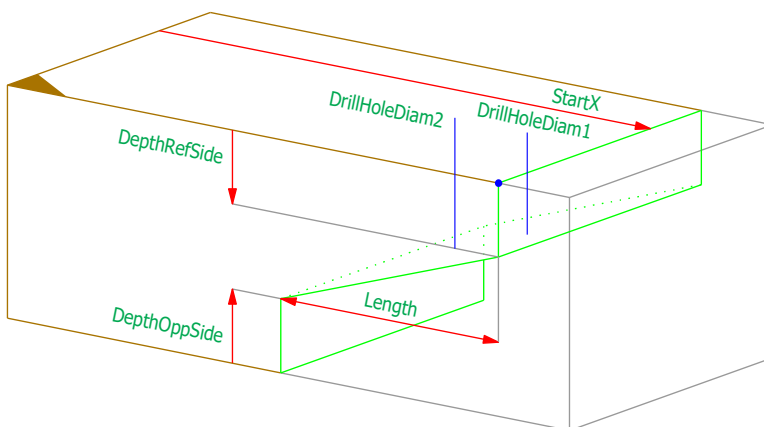 StartX
DrillHoleDiam2
DrillHoleDiam1
DepthRefSide
Length
DepthOppSide